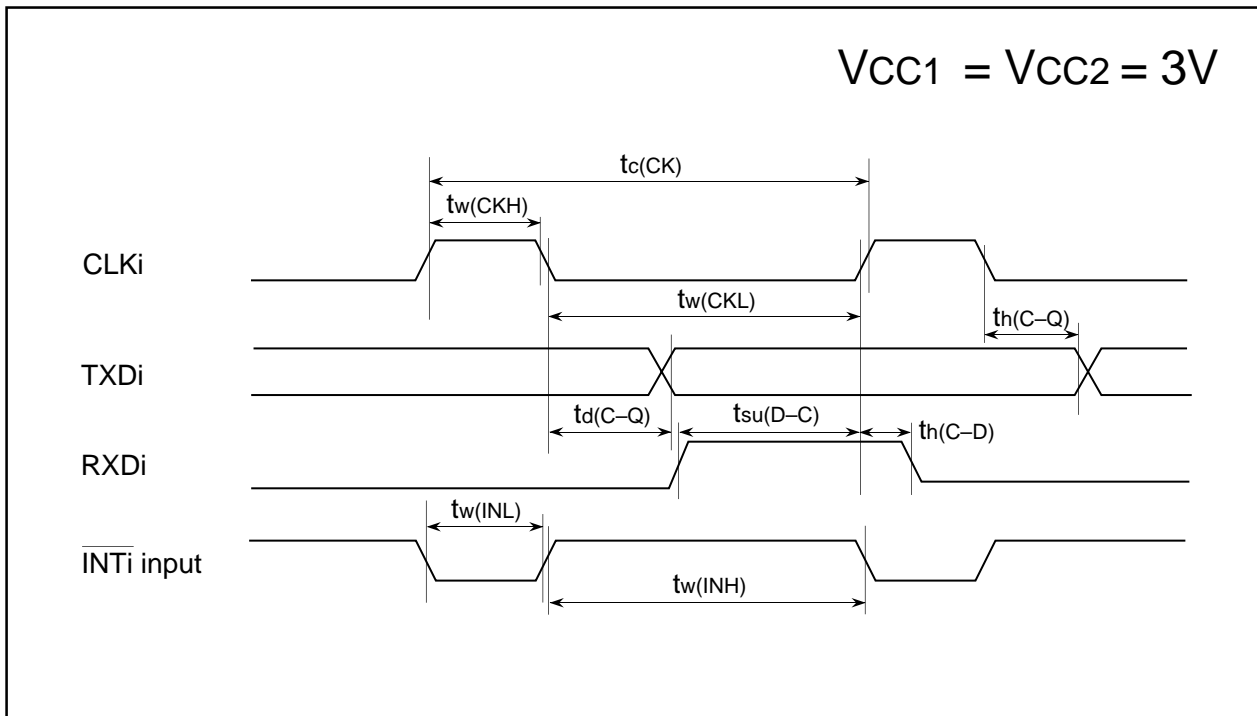 VCC1 = VCC2 = 3V
tc(CK)
tw(CKH)
CLKi
tw(CKL)
th(C–Q)
TXDi
td(C–Q)
tsu(D–C)
th(C–D)
RXDi
tw(INL)
INTi input
tw(INH)